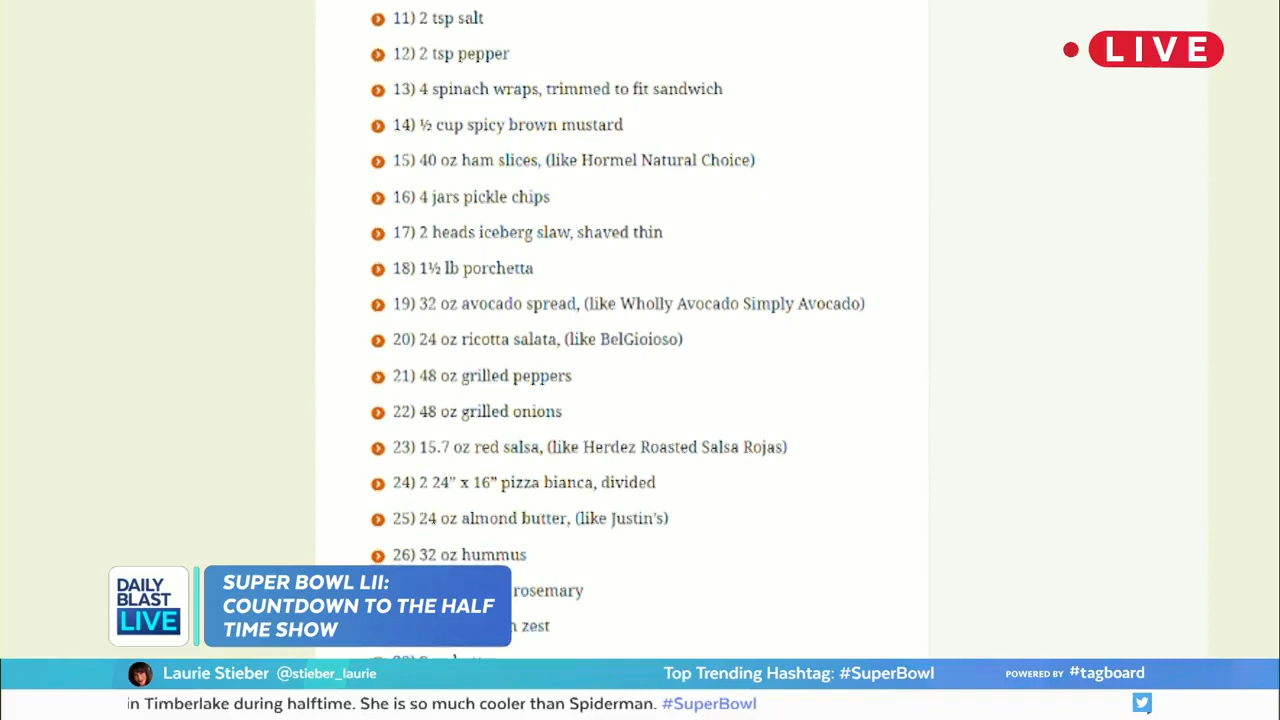 11) 2 tsp salt
LIVE
12) 2 tsp pepper
13) 4 spinach wraps, trimmed to fit sandwich
14) ½ cup spicy brown mustard
15) 40 oz ham slices, (like Hormel Natural Choice)
16) 4 jars pickle chips
17) 2 heads iceberg slaw, shaved thin
18) 1½ lb porchetta
19) 32 oz avocado spread, (like Wholly Avocado Simply Avocado)
20) 24 oz ricotta salata, (like BelGioioso)
21) 48 oz grilled peppers
22) 48 oz grilled onions
23) 15.7 oz red salsa, (like Herdez Roasted Salsa Rojas)
24) 2 24" x 16” pizza bianca, divided
25) 24 oz almond butter, (like Justin's)
26) 32 oz hummus
rosemary
zest
DAILY
BLAST
LIVE
SUPER BOWL LII:
COUNTDOWN TO THE HALF
TIME SHOW
Laurie Stieber @stieber_laurie
Top Trending Hashtag: #SuperBowl
POWERED BY #tagboard
in Timberlake during halftime. She is so much cooler than Spiderman. #SuperBowl